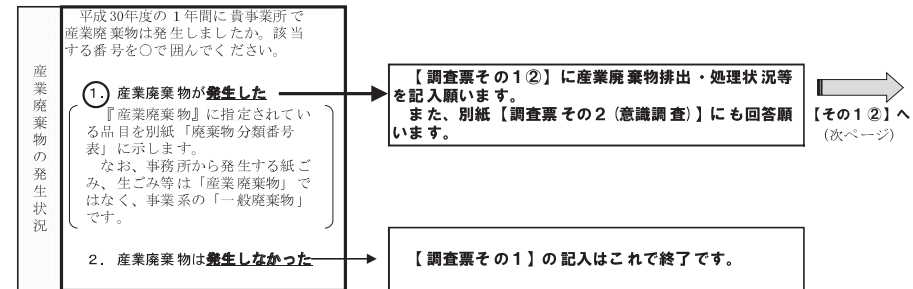 産業廃棄物の発生状況
平成30年度の1年間に貴事業所で
産業廃棄物は発生しましたか。該当
する番号を○で囲んでください。
1. 産業廃棄物が発生した
『産業廃棄物』に指定されてい
る品目を別紙「廃棄物分類番号
表」に示します。
なお、事務所から発生する紙ご
み、生ごみ等は「産業廃棄物」で
はなく、事業系の「一般廃棄物」
です。
2. 産業廃棄物は発生しなかった
【調査票その1②】に産業廃棄物排出・処理状況等
を記入願います。
また、別紙【調査票その2(意識調査)】にも回答願
います。
【その1②】へ
(次ページ)
【調査票その1】の記入はこれで終了です。